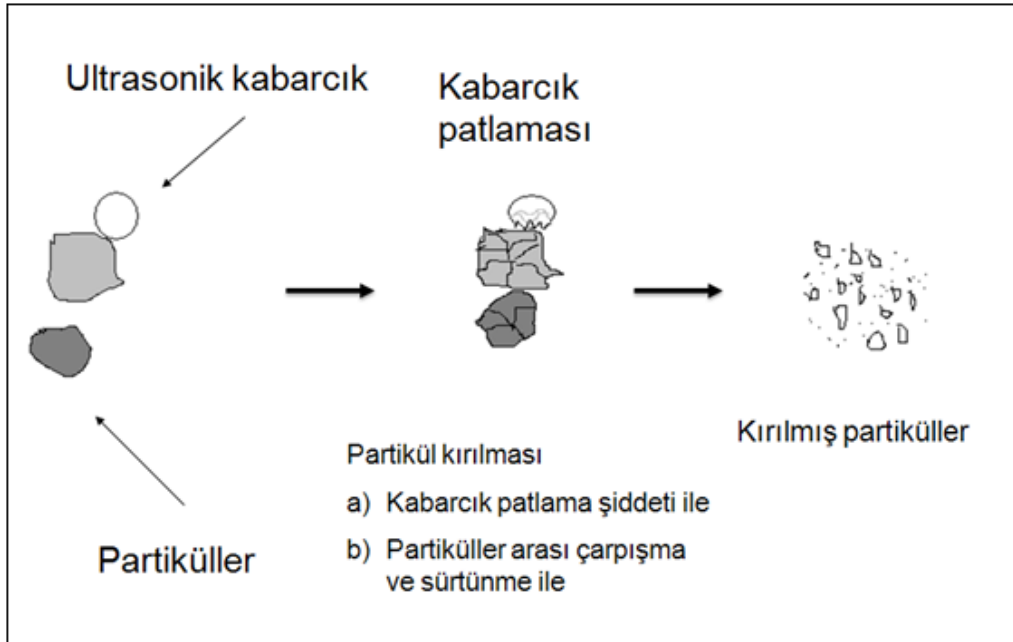 Ultrasonik kabarcık
Kabarcık
patlaması
Partiküller
Partikül kırılması
a) Kabarcık patlama şiddeti ile
b) Partiküller arası çarpışma
ve sürtünme ile
Kırılmış partiküller